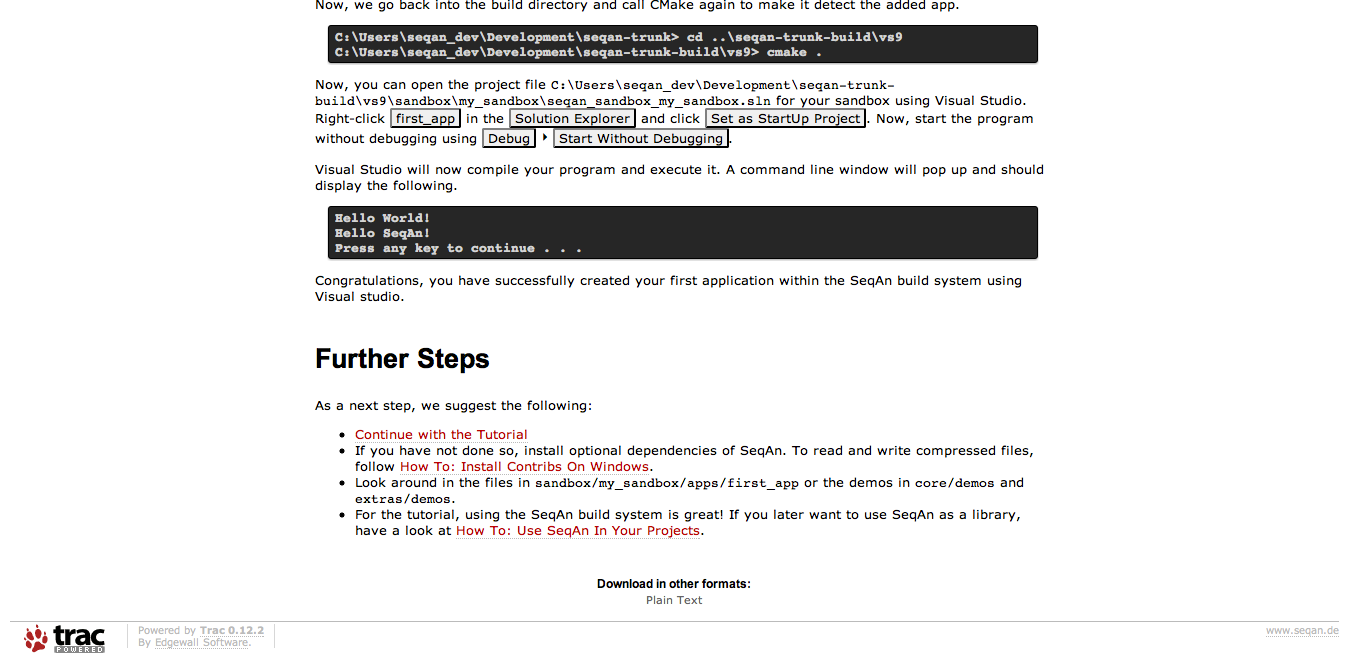 Now, we go back into the build directory and call CMake again to make it detect the added app.
C:\Users\seqan_dev\Development\seqan-trunk> cd ..\seqan-trunk-build\vs9
C:\Users\seqan_dev\Development\seqan-trunk-build\vs9> cmake .
Now, you can open the project file C:\Users\seqan_dev\Development\seqan-trunk-
build\vs9\sandbox\my_sandbox\seqan_sandbox_my_sandbox.sln for your sandbox using Visual Studio.
Right-click first_app in the Solution Explorer and click Set as StartUp Project. Now, start the program
without debugging using Debug ‣ Start Without Debugging.
Visual Studio will now compile your program and execute it. A command line window will pop up and should
display the following.
Hello World!
Hello SeqAn!
Press any key to continue . . .
Congratulations, you have successfully created your first application within the SeqAn build system using
Visual studio.
Further Steps
As a next step, we suggest the following:
• Continue with the Tutorial
• If you have not done so, install optional dependencies of SeqAn. To read and write compressed files,
follow How To: Install Contribs On Windows.
• Look around in the files in sandbox/my_sandbox/apps/first_app or the demos in core/demos and
extras/demos.
• For the tutorial, using the SeqAn build system is great! If you later want to use SeqAn as a library,
have a look at How To: Use SeqAn In Your Projects.
Download in other formats:
Plain Text
trac
POWERED
Powered by Trac 0.12.2
By Edgewall Software.
www.seqan.de